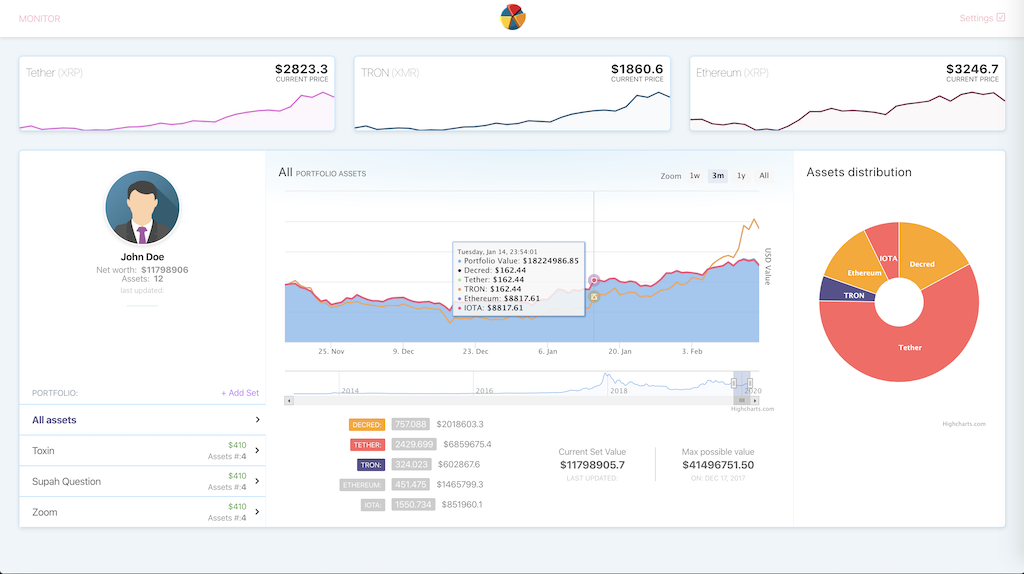 MONITOR
Settings
Tether (XRP)
$2823.3
CURRENT PRICE
TRON (XMR)
$1860.6
CURRENT PRICE
Ethereum (XRP)
$3246.7
CURRENT PRICE
John Doe
Net worth: $11798906
Assets: 12
last updated:
PORTFOLIO:
+ Add Set
All assets
Toxin
$410
Assets #:4
Supah Question
$410
Assets #:4
Zoom
$410
Assets #:4
All PORTFOLIO ASSETS
Zoom 1w 3m 1y All
Tuesday, Jan 14, 23:54:01
Portfolio Value: $18224986.85
Decred: $162.44
Tether: $162.44
TRON: $162.44
Ethereum: $8817.61
IOTA: $8817.61
USD Value
25. Nov 9. Dec 23. Dec 6. Jan 20. Jan 3. Feb
2014 2016 2018 2020
Highcharts.com
DECRED: 757.088 $2018603.3
TETHER: 2429.699 $6859675.4
TRON: 324.023 $602867.6
ETHEREUM: 451.475 $1465799.3
IOTA: 1550.734 $851960.1
Current Set Value
$11798905.7
LAST UPDATED:
Max possible value
$41496751.50
ON: DEC 17, 2017
Assets distribution
IOTA
Decred
Ethereum
TRON
Tether
Highcharts.com